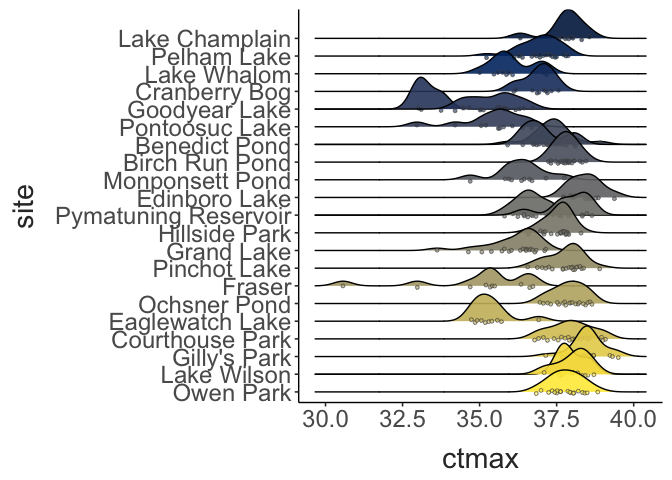 Lake Champlain
Pelham Lake
Lake Whalom
Cranberry Bog
Goodyear Lake
Pontoosuc Lake
Benedict Pond
Birch Run Pond
Monponsett Pond
Edinboro Lake
Pymatuning Reservoir
Hillside Park
Grand Lake
Pinchot Lake
Fraser
Ochsner Pond
Eaglewatch Lake
Courthouse Park
Gilly's Park
Lake Wilson
Owen Park
site
30.0 32.5 35.0 37.5 40.0
ctmax